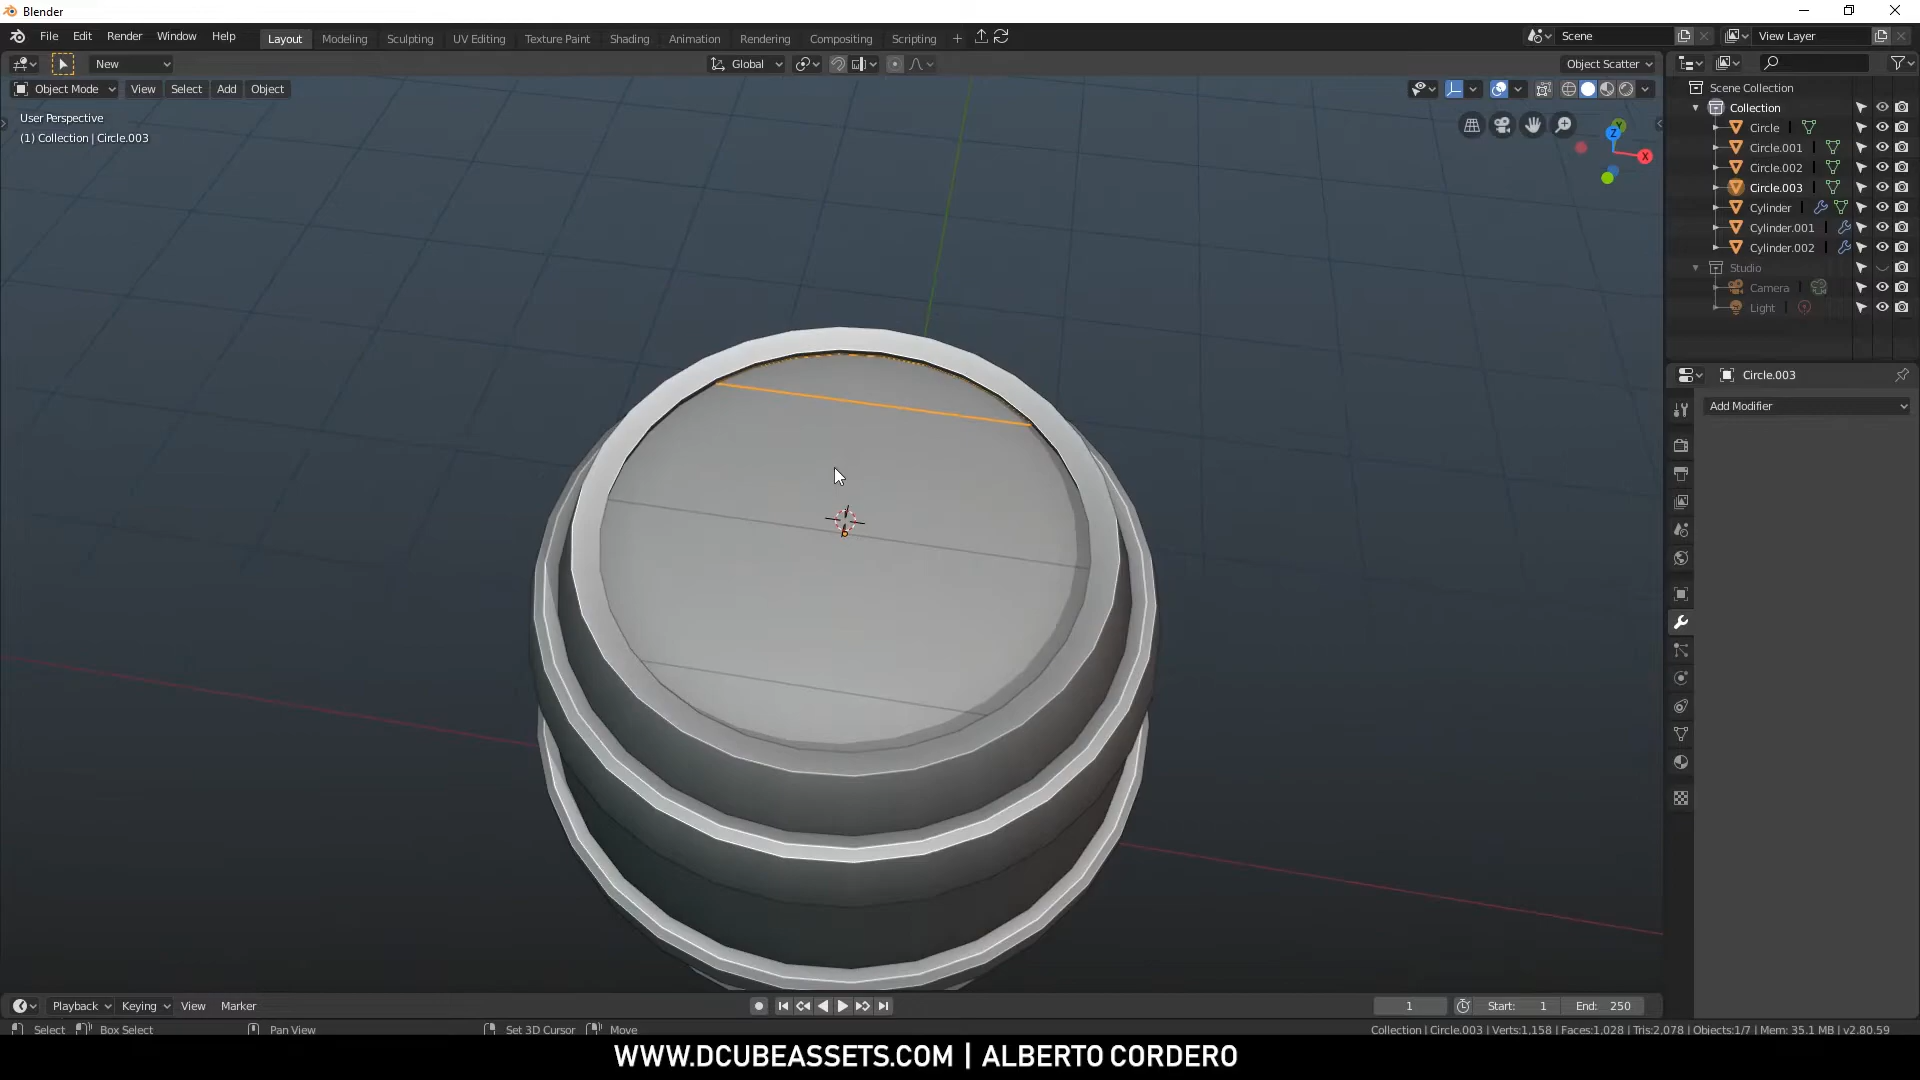 Blender
File Edit Render Window Help Layout Modeling Sculpting UV Editing Texture Paint Shading Animation Rendering Compositing Scripting + Scene View Layer
New Global Object Scatter
Object Mode View Select Add Object
User Perspective
(1) Collection | Circle.003
Z
Y
X
Scene Collection
Collection
Circle
Circle.001
Circle.002
Circle.003
Cylinder
Cylinder.001
Cylinder.002
Studio
Camera
Light
Circle.003
Add Modifier
Playback Keying View Marker 1 Start: 1 End: 250
Select Box Select Pan View Set 3D Cursor Move Collection | Circle.003 | Verts:1,158 | Faces:1,028 | Tris:2,078 | Objects:1/7 | Mem: 35.1 MB | v2.80.59
WWW.DCUBEASSETS.COM | ALBERTO CORDERO